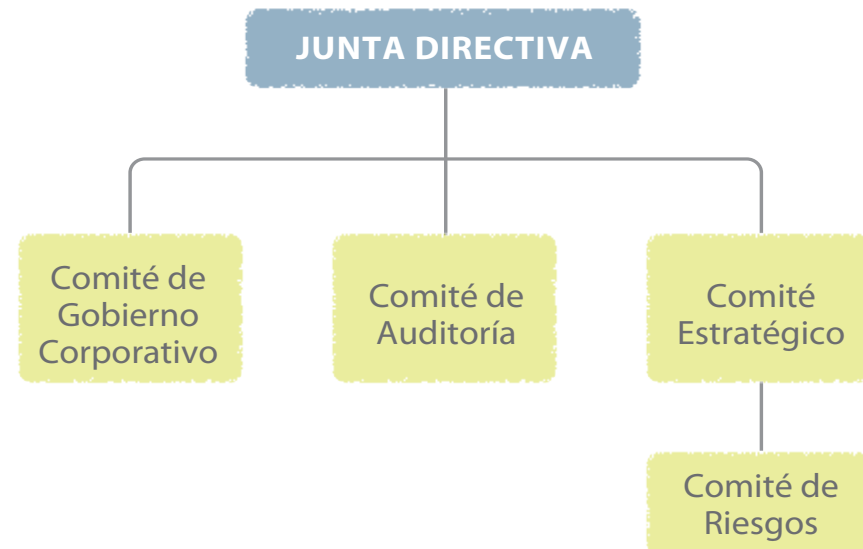 JUNTA DIRECTIVA
Comité de
Gobierno
Corporativo
Comité de
Auditoría
Comité
Estratégico
Comité de
Riesgos